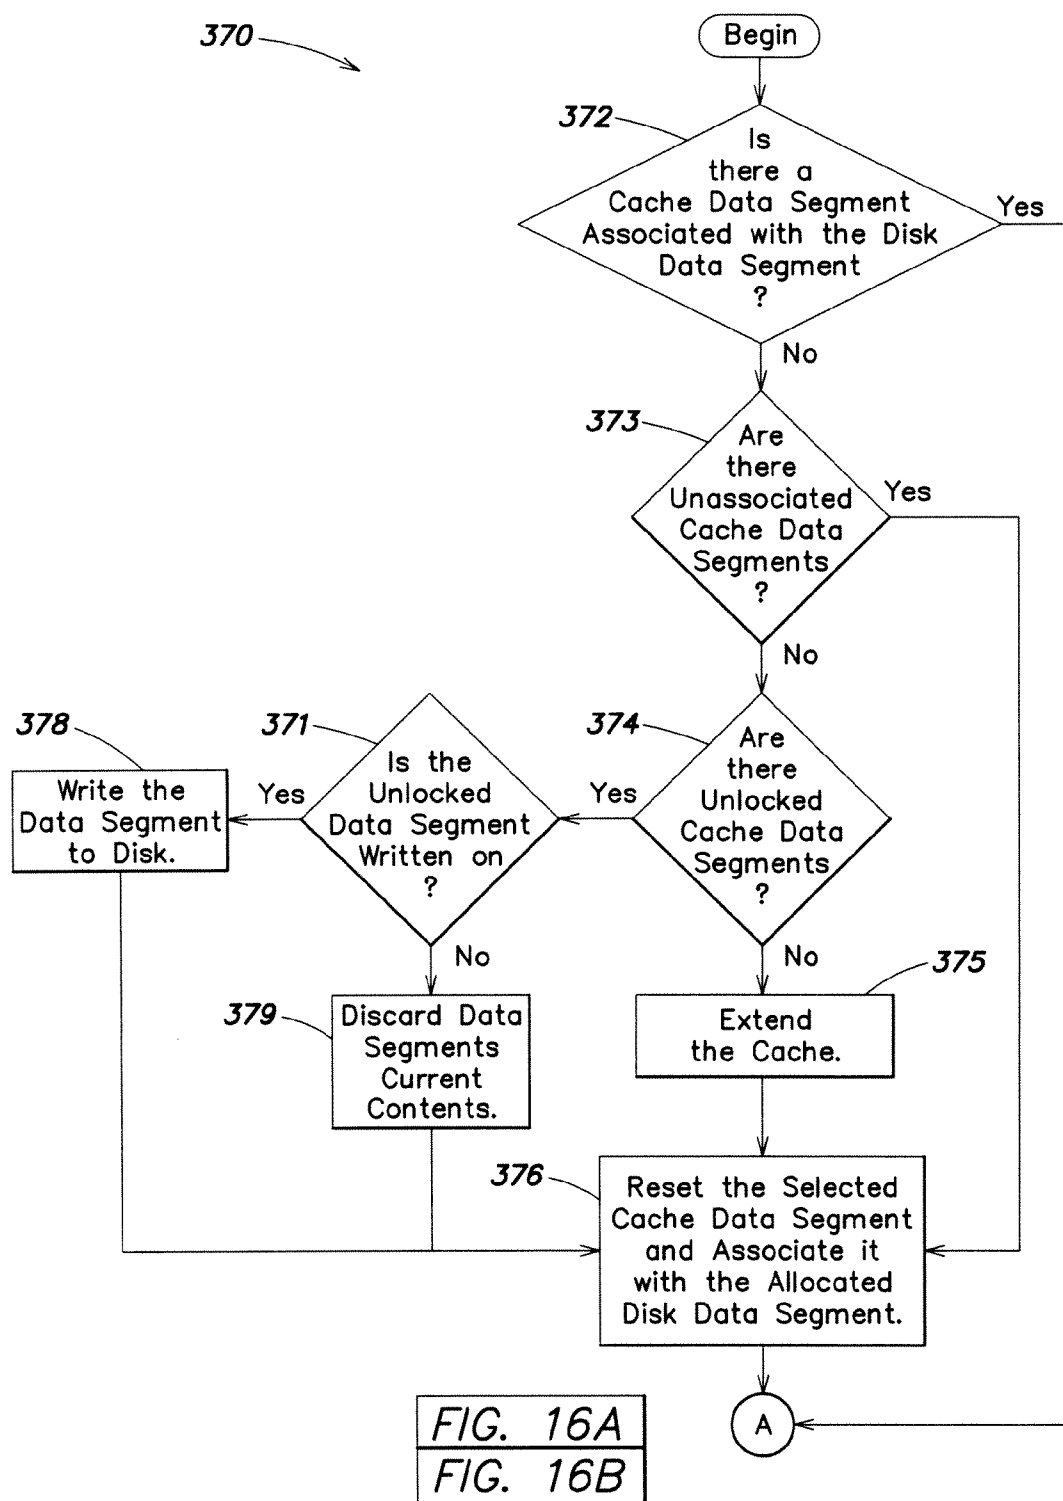 370
Begin
372
Is
there a
Cache Data Segment
Associated with the Disk
Data Segment
?
Yes
No
373
Are
there
Unassociated
Cache Data
Segments
?
Yes
No
378
Write the
Data Segment
to Disk.
Yes
371
Is the
Unlocked
Data Segment
Written on
?
Yes
374
Are
there
Unlocked
Cache Data
Segments
?
No
No
375
379
Discard Data
Segments
Current
Contents.
Extend
the Cache.
376
Reset the Selected
Cache Data Segment
and Associate it
with the Allocated
Disk Data Segment.
A
FIG. 16A
FIG. 16B